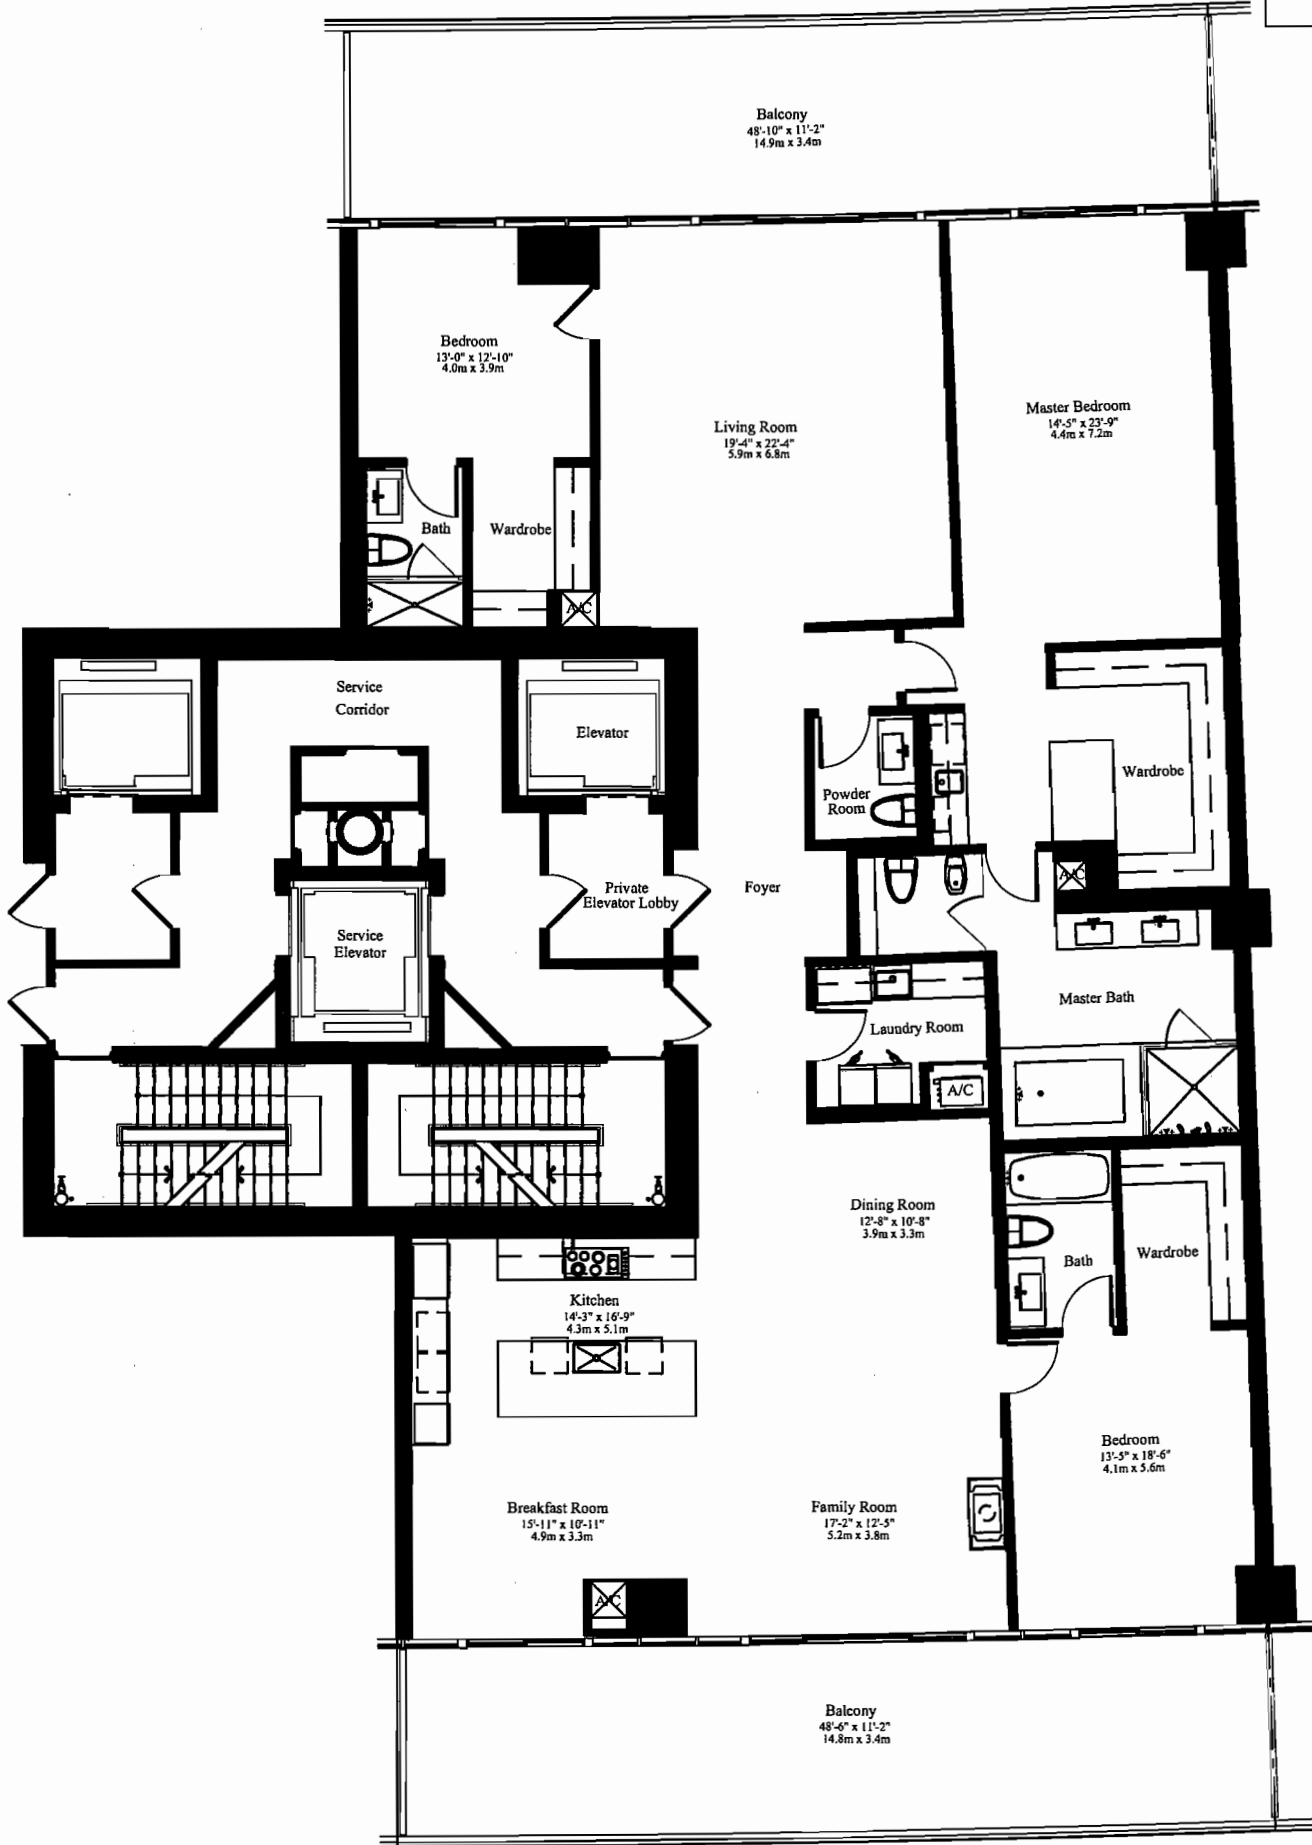 Balcony
48'-10" x 11'-2"
14.9m x 3.4m
Bedroom
13'-0" x 12'-10"
4.0m x 3.9m
Master Bedroom
14'-5" x 23'-9"
4.4m x 7.2m
Living Room
19'-4" x 22'-4"
5.9m x 6.8m
Bath
Wardrobe
A/C
Service
Corridor
Elevator
Wardrobe
Powder
Room
A/C
Private
Elevator Lobby
Foyer
Service
Elevator
Master Bath
Laundry Room
A/C
Dining Room
12'-8" x 10'-8"
3.9m x 3.3m
Bath
Wardrobe
Kitchen
14'-3" x 16'-9"
4.3m x 5.1m
Bedroom
13'-5" x 18'-6"
4.1m x 5.6m
Breakfast Room
15'-11" x 10'-11"
4.9m x 3.3m
Family Room
17'-2" x 12'-5"
5.2m x 3.8m
A/C
Balcony
48'-6" x 11'-2"
14.8m x 3.4m